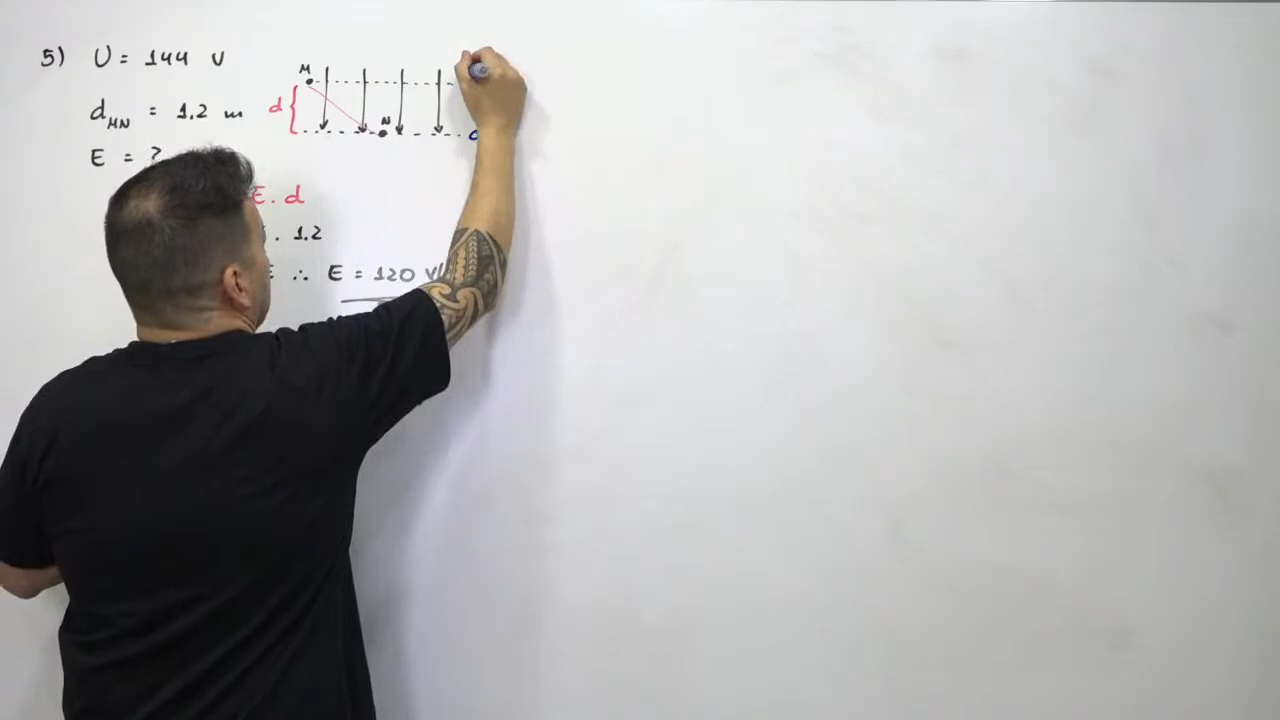 5) U = 144 V
M
d_MN = 1.2 m
d {
N
E = ?
E . d
. 1.2
∴ E = 120 V/